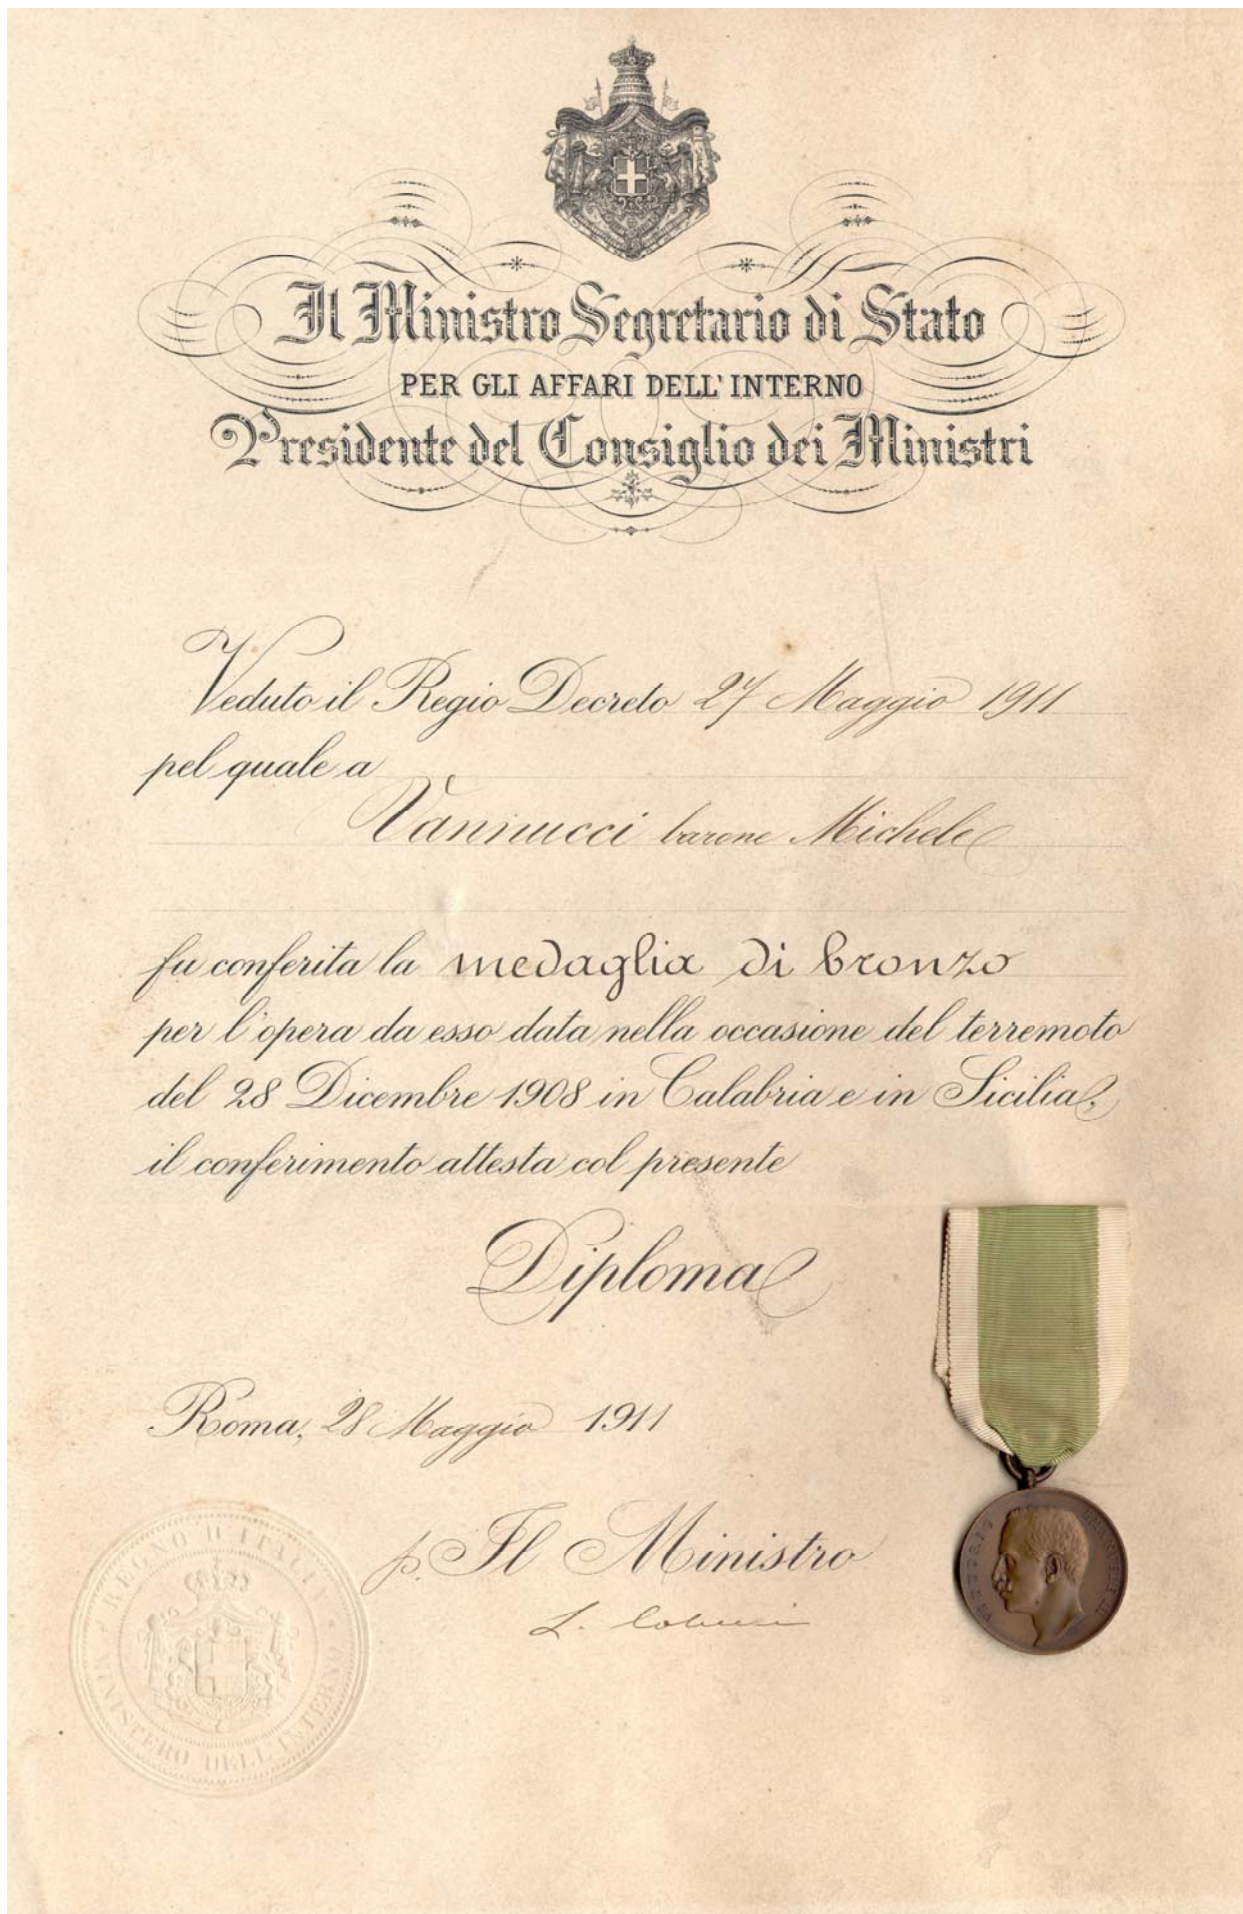 Il Ministro Segretario di Stato
PER GLI AFFARI DELL'INTERNO
Presidente del Consiglio dei Ministri
Veduto il Regio Decreto 27 Maggio 1911
pel quale a
Vannucci barone Michele
fu conferita la medaglia di bronzo
per l'opera da esso data nella occasione del terremoto
del 28 Dicembre 1908 in Calabria e in Sicilia,
il conferimento attesta col presente
Diploma
Roma, 28 Maggio 1911
p. Il Ministro
L.
REGNO D'ITALIA
MINISTERO DELL'INTERNO
VITTORIO EMANUELE III